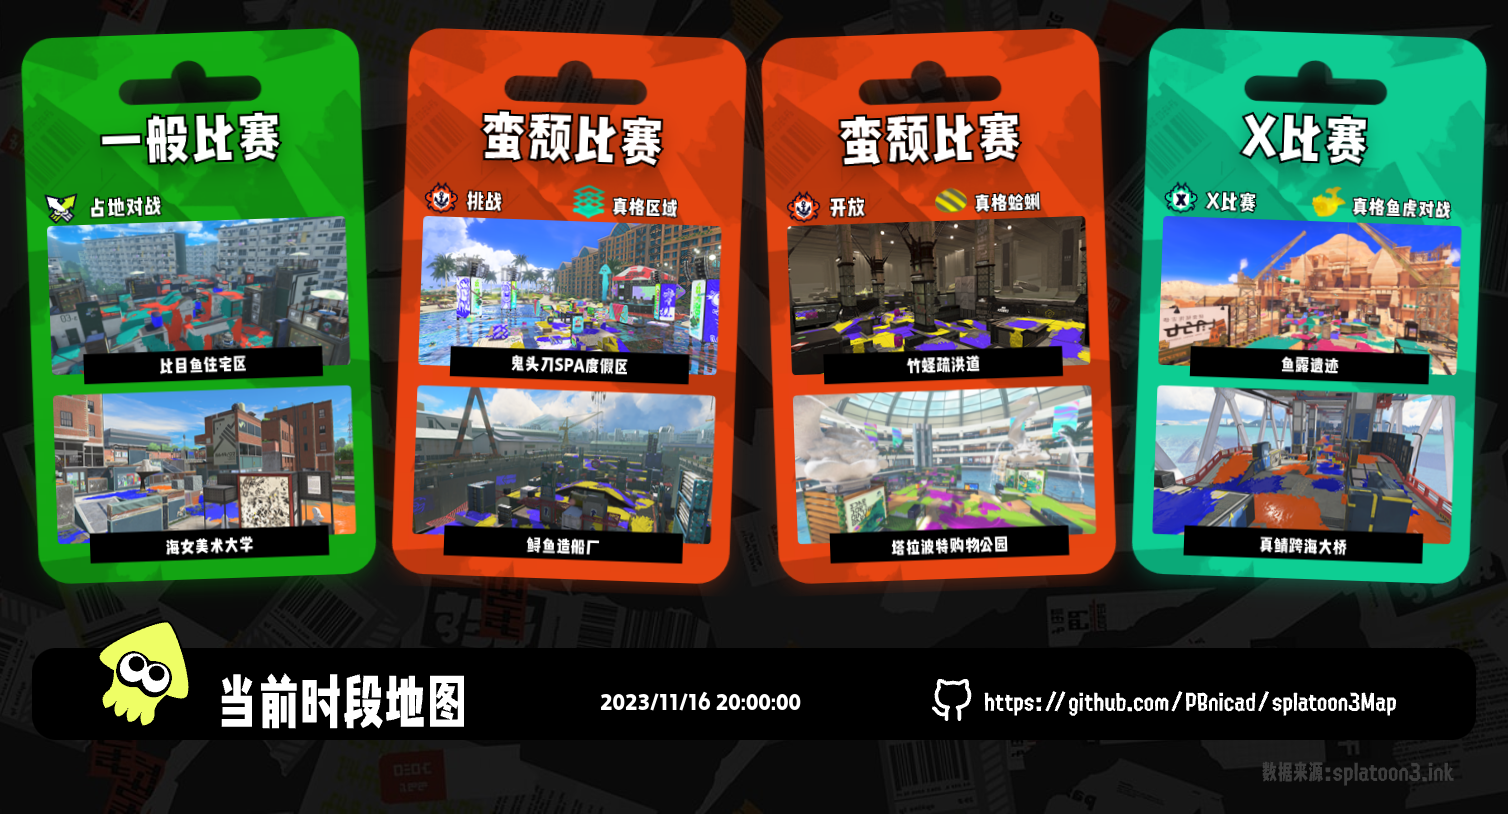 一般比赛
占地对战
比目鱼住宅区
海女美术大学
蛮颓比赛
挑战
真格区域
鬼头刀SPA度假区
鲟鱼造船厂
蛮颓比赛
开放
真格蛤蜊
竹蛏疏洪道
塔拉波特购物公园
X比赛
X比赛
真格鱼虎对战
鱼露遗迹
真鲭跨海大桥
当前时段地图
2023/11/16 20:00:00
https://github.com/PBnicad/splatoon3Map
数据来源:splatoon3.ink